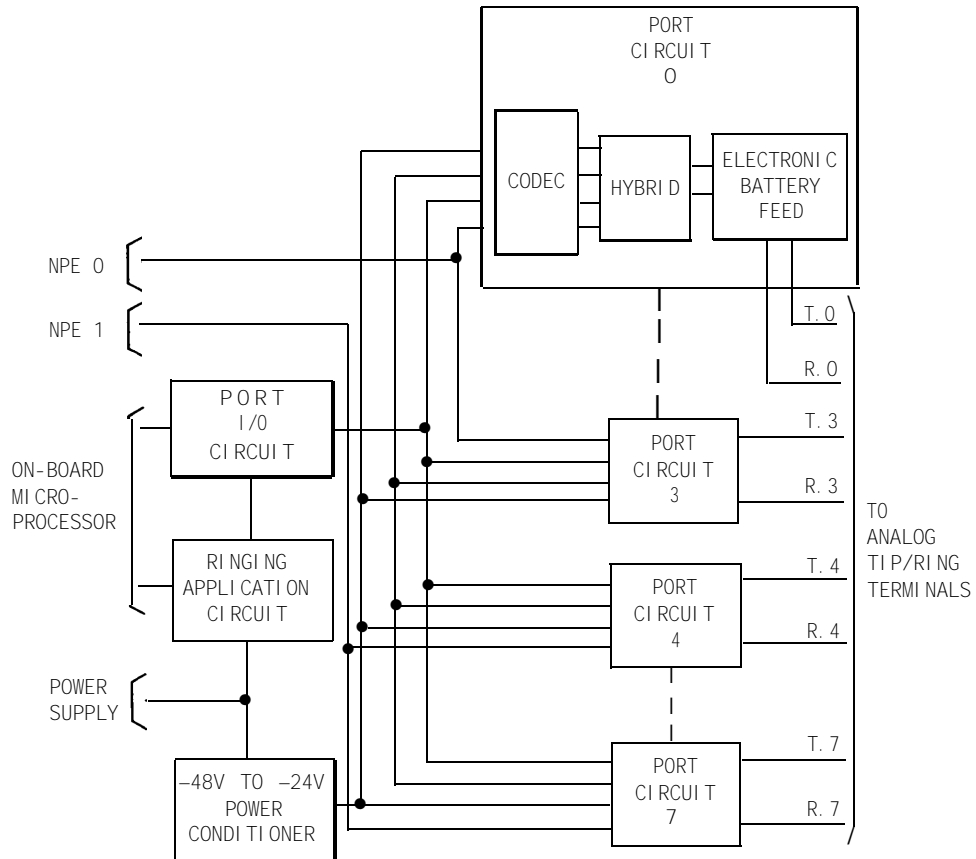 PORT
CIRCUIT
0
CODEC
HYBRID
ELECTRONIC
BATTERY
FEED
NPE 0
NPE 1
T.0
R.0
PORT
I/O
CIRCUIT
ON-BOARD
MICRO-
PROCESSOR
RINGING
APPLICATION
CIRCUIT
POWER
SUPPLY
–48V TO –24V
POWER
CONDITIONER
PORT
CIRCUIT
3
T.3
R.3
PORT
CIRCUIT
4
T.4
R.4
PORT
CIRCUIT
7
T.7
R.7
TO
ANALOG
TIP/RING
TERMINALS